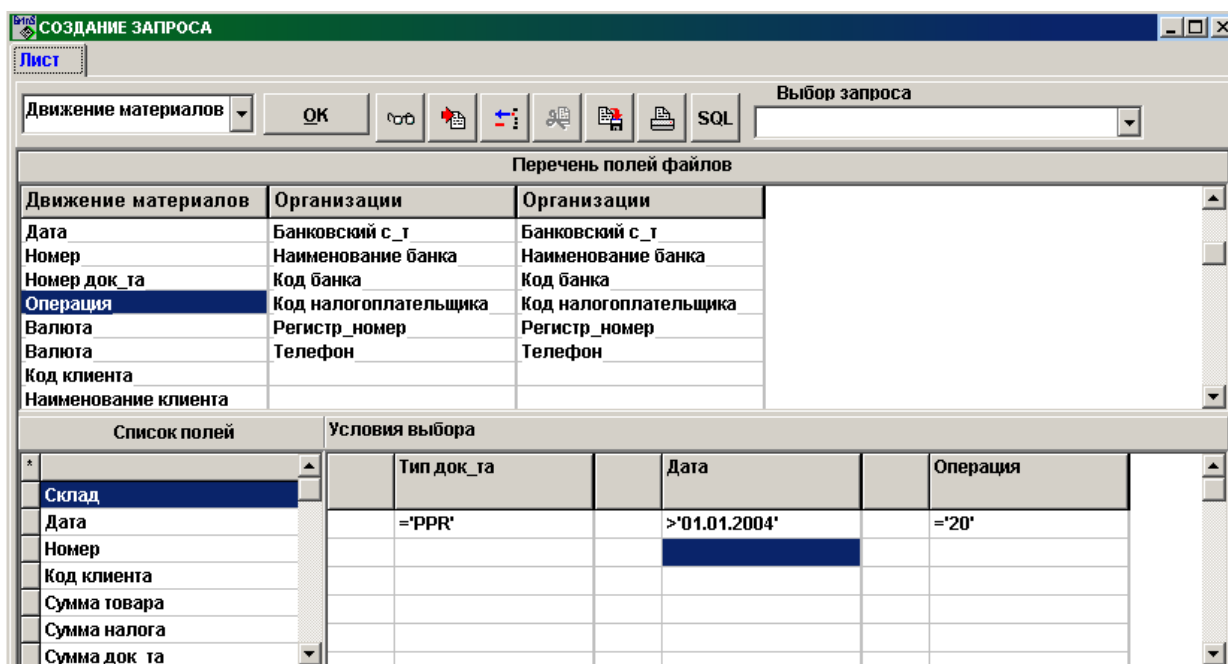 СОЗДАНИЕ ЗАПРОСА
Лист
Выбор запроса
Движение материалов OK SQL
Перечень полей файлов
Движение материалов Организации Организации
Дата Банковский с_т Банковский с_т
Номер Наименование банка Наименование банка
Номер док_та Код банка Код банка
Операция Код налогоплательщика Код налогоплательщика
Валюта Регистр_номер Регистр_номер
Валюта Телефон Телефон
Код клиента
Наименование клиента
Список полей Условия выбора
* Тип док_та Дата Операция
Склад
Дата ='PPR' >'01.01.2004' ='20'
Номер
Код клиента
Сумма товара
Сумма налога
Сумма док_та